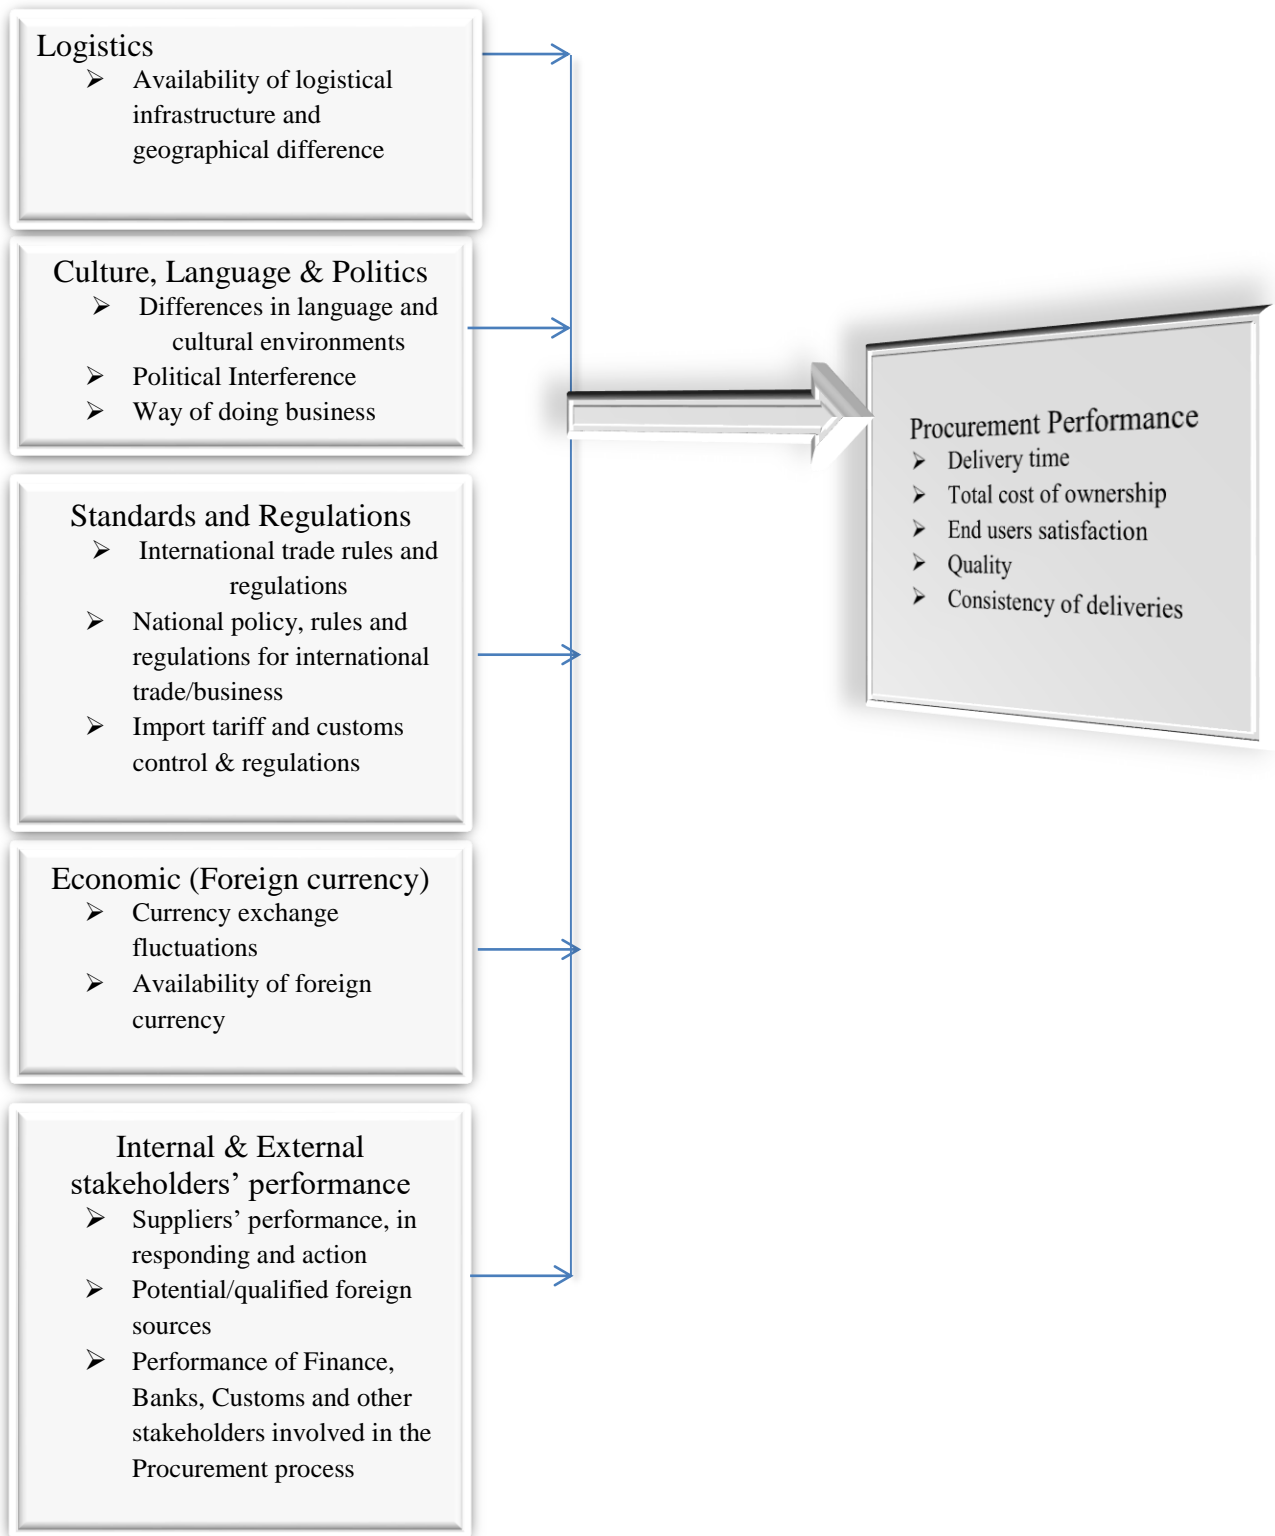 Logistics
➢ Availability of logistical
infrastructure and
geographical difference
Culture, Language & Politics
➢ Differences in language and
cultural environments
➢ Political Interference
➢ Way of doing business
Standards and Regulations
➢ International trade rules and
regulations
➢ National policy, rules and
regulations for international
trade/business
➢ Import tariff and customs
control & regulations
Economic (Foreign currency)
➢ Currency exchange
fluctuations
➢ Availability of foreign
currency
Internal & External
stakeholders’ performance
➢ Suppliers’ performance, in
responding and action
➢ Potential/qualified foreign
sources
➢ Performance of Finance,
Banks, Customs and other
stakeholders involved in the
Procurement process
Procurement Performance
➢ Delivery time
➢ Total cost of ownership
➢ End users satisfaction
➢ Quality
➢ Consistency of deliveries